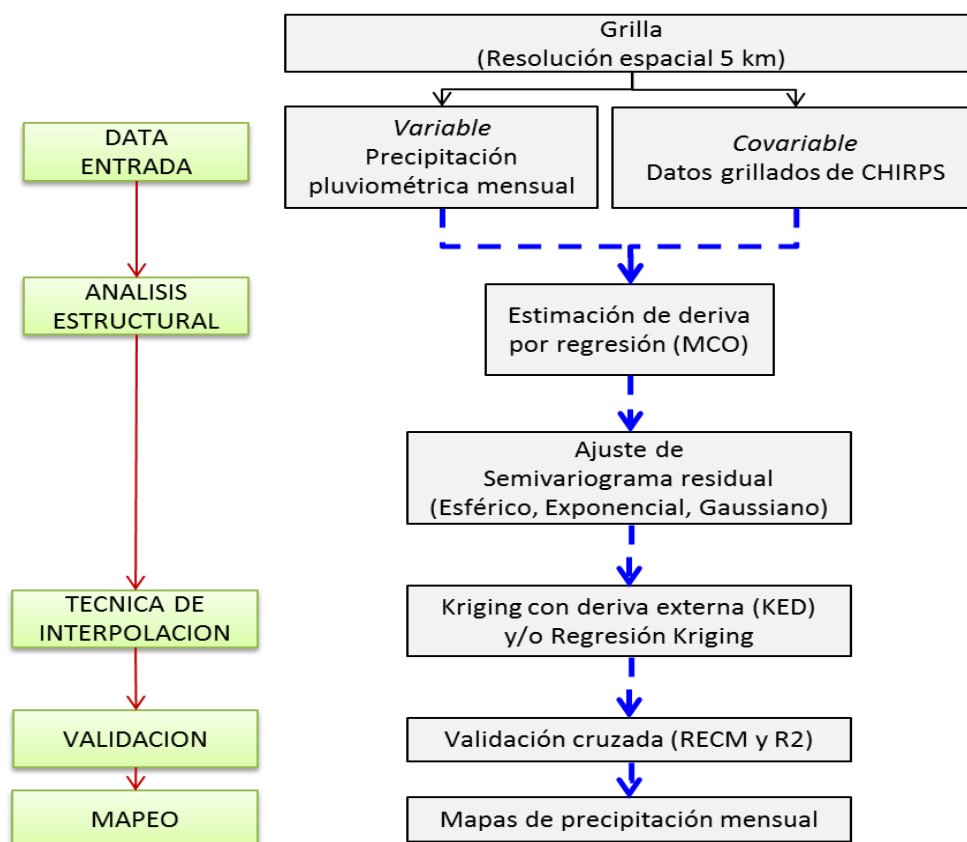 Grilla
(Resolución espacial 5 km)
DATA
ENTRADA
Variable
Precipitación
pluviométrica mensual
Covariable
Datos grillados de CHIRPS
ANALISIS
ESTRUCTURAL
Estimación de deriva
por regresión (MCO)
Ajuste de
Semivariograma residual
(Esférico, Exponencial, Gaussiano)
TECNICA DE
INTERPOLACION
Kriging con deriva externa (KED)
y/o Regresión Kriging
VALIDACION
Validación cruzada (RECM y R2)
MAPEO
Mapas de precipitación mensual